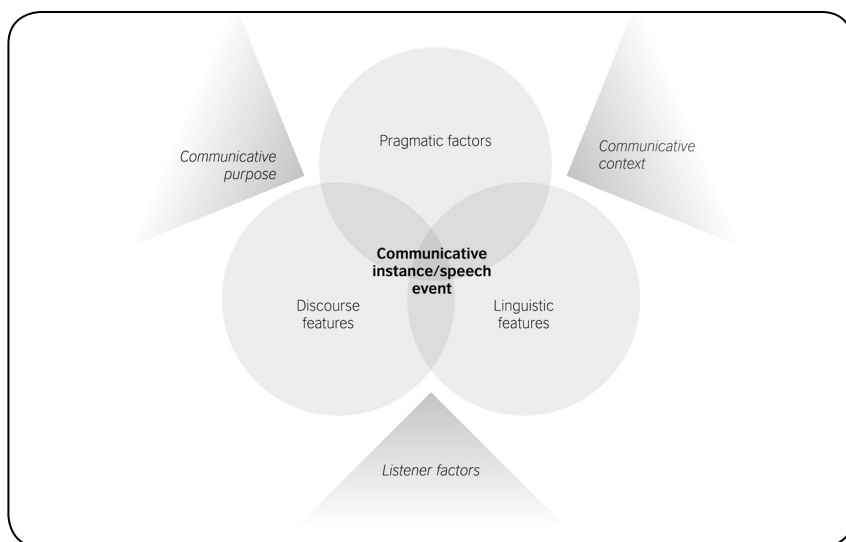 Pragmatic factors
Communicative
purpose
Communicative
context
Communicative
instance/speech
event
Discourse
features
Linguistic
features
Listener factors